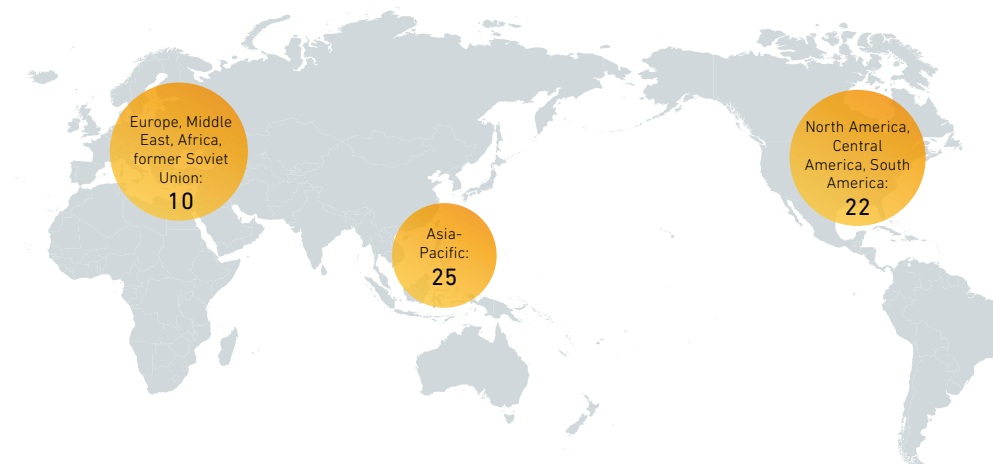 Europe, Middle
East, Africa,
former Soviet
Union:
10
Asia-
Pacific:
25
North America,
Central
America, South
America:
22